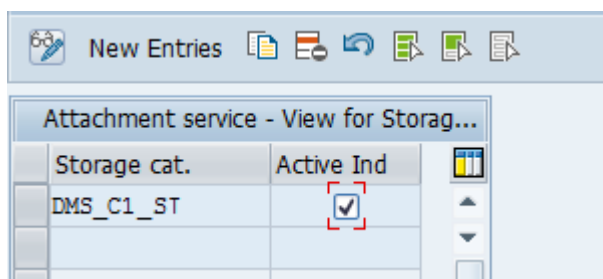 New Entries
Attachment service - View for Storag...
Storage cat. Active Ind
DMS_C1_ST